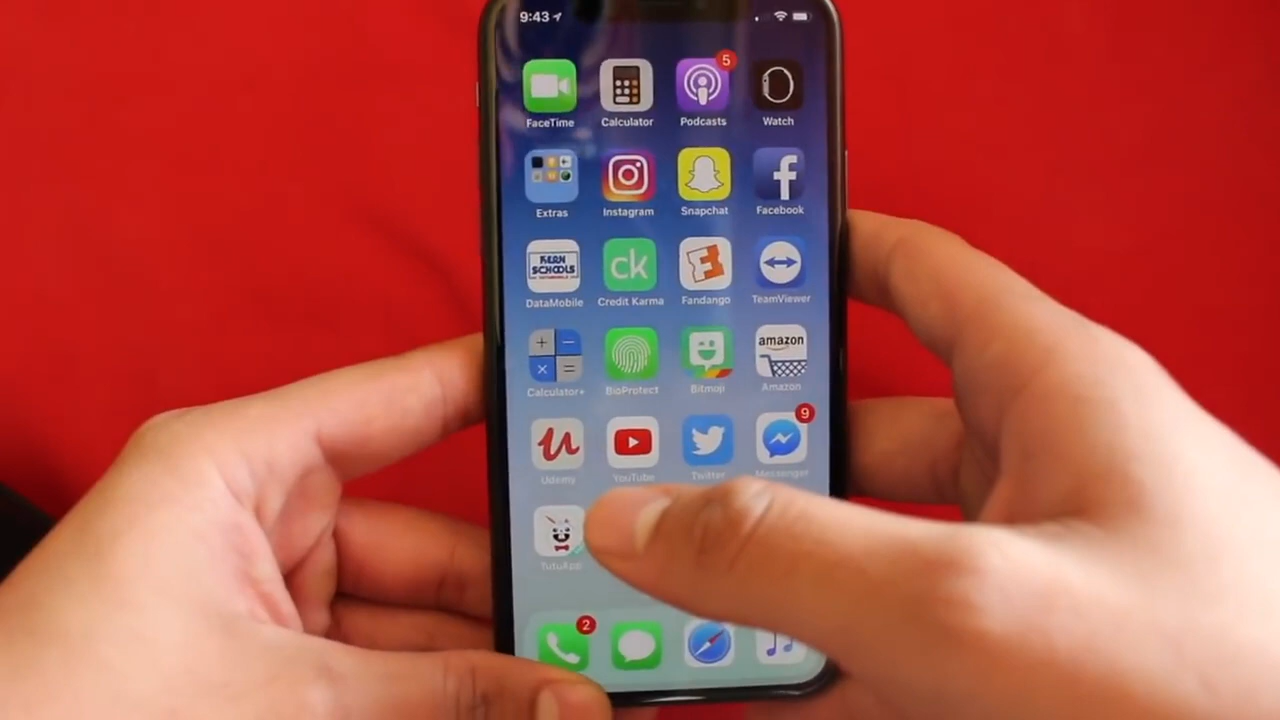 9:43
5
FaceTime Calculator Podcasts Watch
Extras Instagram Snapchat Facebook
KERN
SCHOOLS
ck
DataMobile Credit Karma Fandango TeamViewer
amazon
Calculator+ BioProtect Bitmoji Amazon
9
Udemy YouTube Twitter Messenger
TutuApp
2